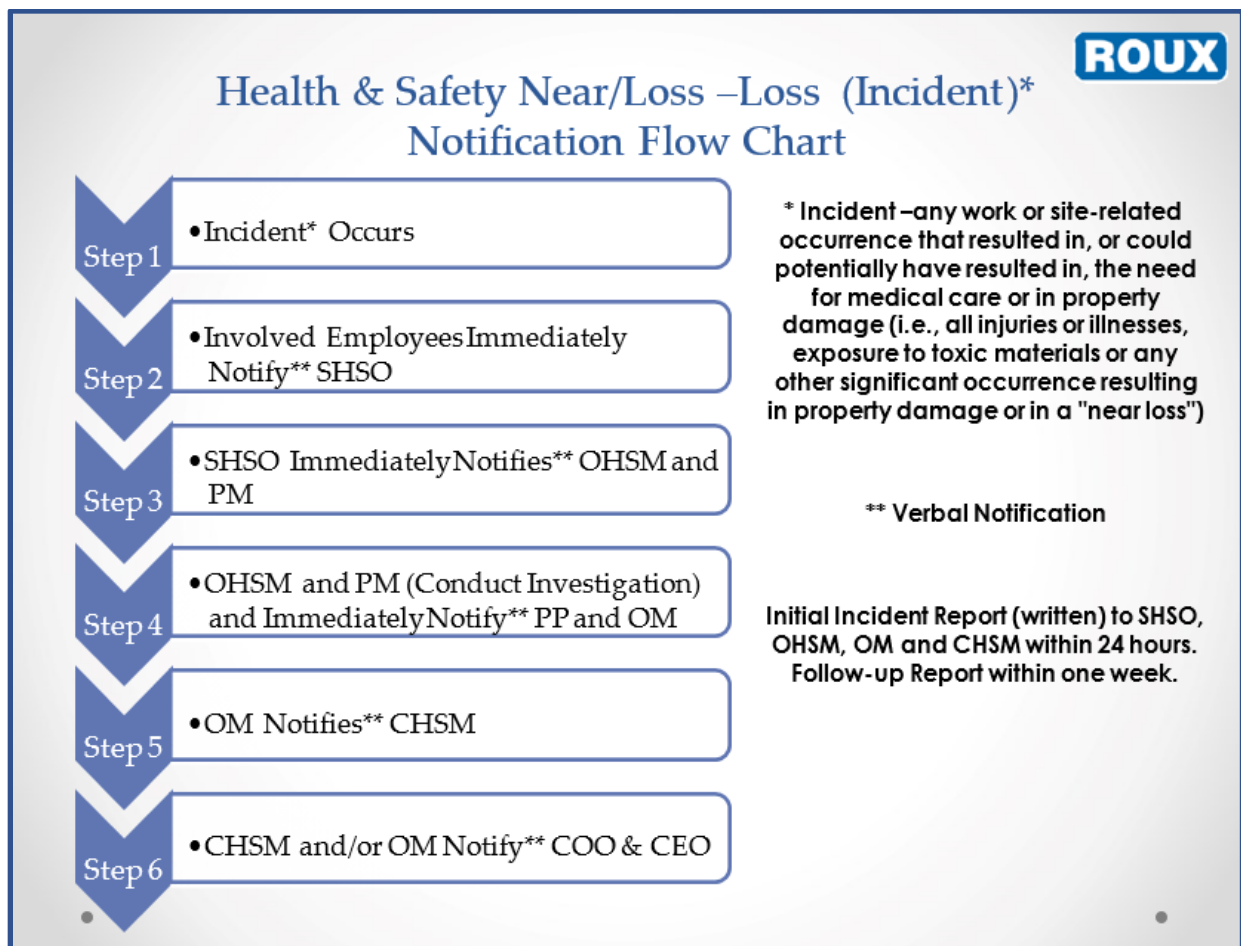 ROUX
Health & Safety Near/Loss –Loss (Incident)*
Notification Flow Chart
Step 1
•Incident* Occurs
Step 2
•Involved Employees Immediately
Notify** SHSO
Step 3
•SHSO Immediately Notifies** OHSM and
PM
Step 4
•OHSM and PM (Conduct Investigation)
and Immediately Notify** PP and OM
Step 5
•OM Notifies** CHSM
Step 6
•CHSM and/or OM Notify** COO & CEO
* Incident –any work or site-related
occurrence that resulted in, or could
potentially have resulted in, the need
for medical care or in property
damage (i.e., all injuries or illnesses,
exposure to toxic materials or any
other significant occurrence resulting
in property damage or in a "near loss")
** Verbal Notification
Initial Incident Report (written) to SHSO,
OHSM, OM and CHSM within 24 hours.
Follow-up Report within one week.